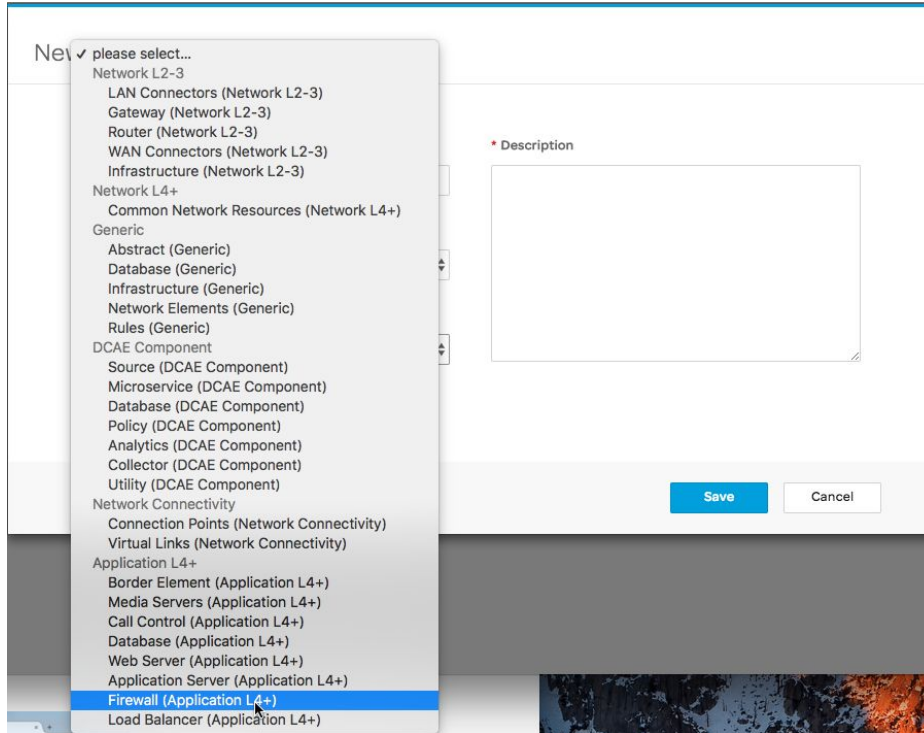 New
✓ please select...
Network L2-3
LAN Connectors (Network L2-3)
Gateway (Network L2-3)
Router (Network L2-3)
WAN Connectors (Network L2-3)
Infrastructure (Network L2-3)
Network L4+
Common Network Resources (Network L4+)
Generic
Abstract (Generic)
Database (Generic)
Infrastructure (Generic)
Network Elements (Generic)
Rules (Generic)
DCAE Component
Source (DCAE Component)
Microservice (DCAE Component)
Database (DCAE Component)
Policy (DCAE Component)
Analytics (DCAE Component)
Collector (DCAE Component)
Utility (DCAE Component)
Network Connectivity
Connection Points (Network Connectivity)
Virtual Links (Network Connectivity)
Application L4+
Border Element (Application L4+)
Media Servers (Application L4+)
Call Control (Application L4+)
Database (Application L4+)
Web Server (Application L4+)
Application Server (Application L4+)
Firewall (Application L4+)
Load Balancer (Application L4+)
* Description
Save
Cancel